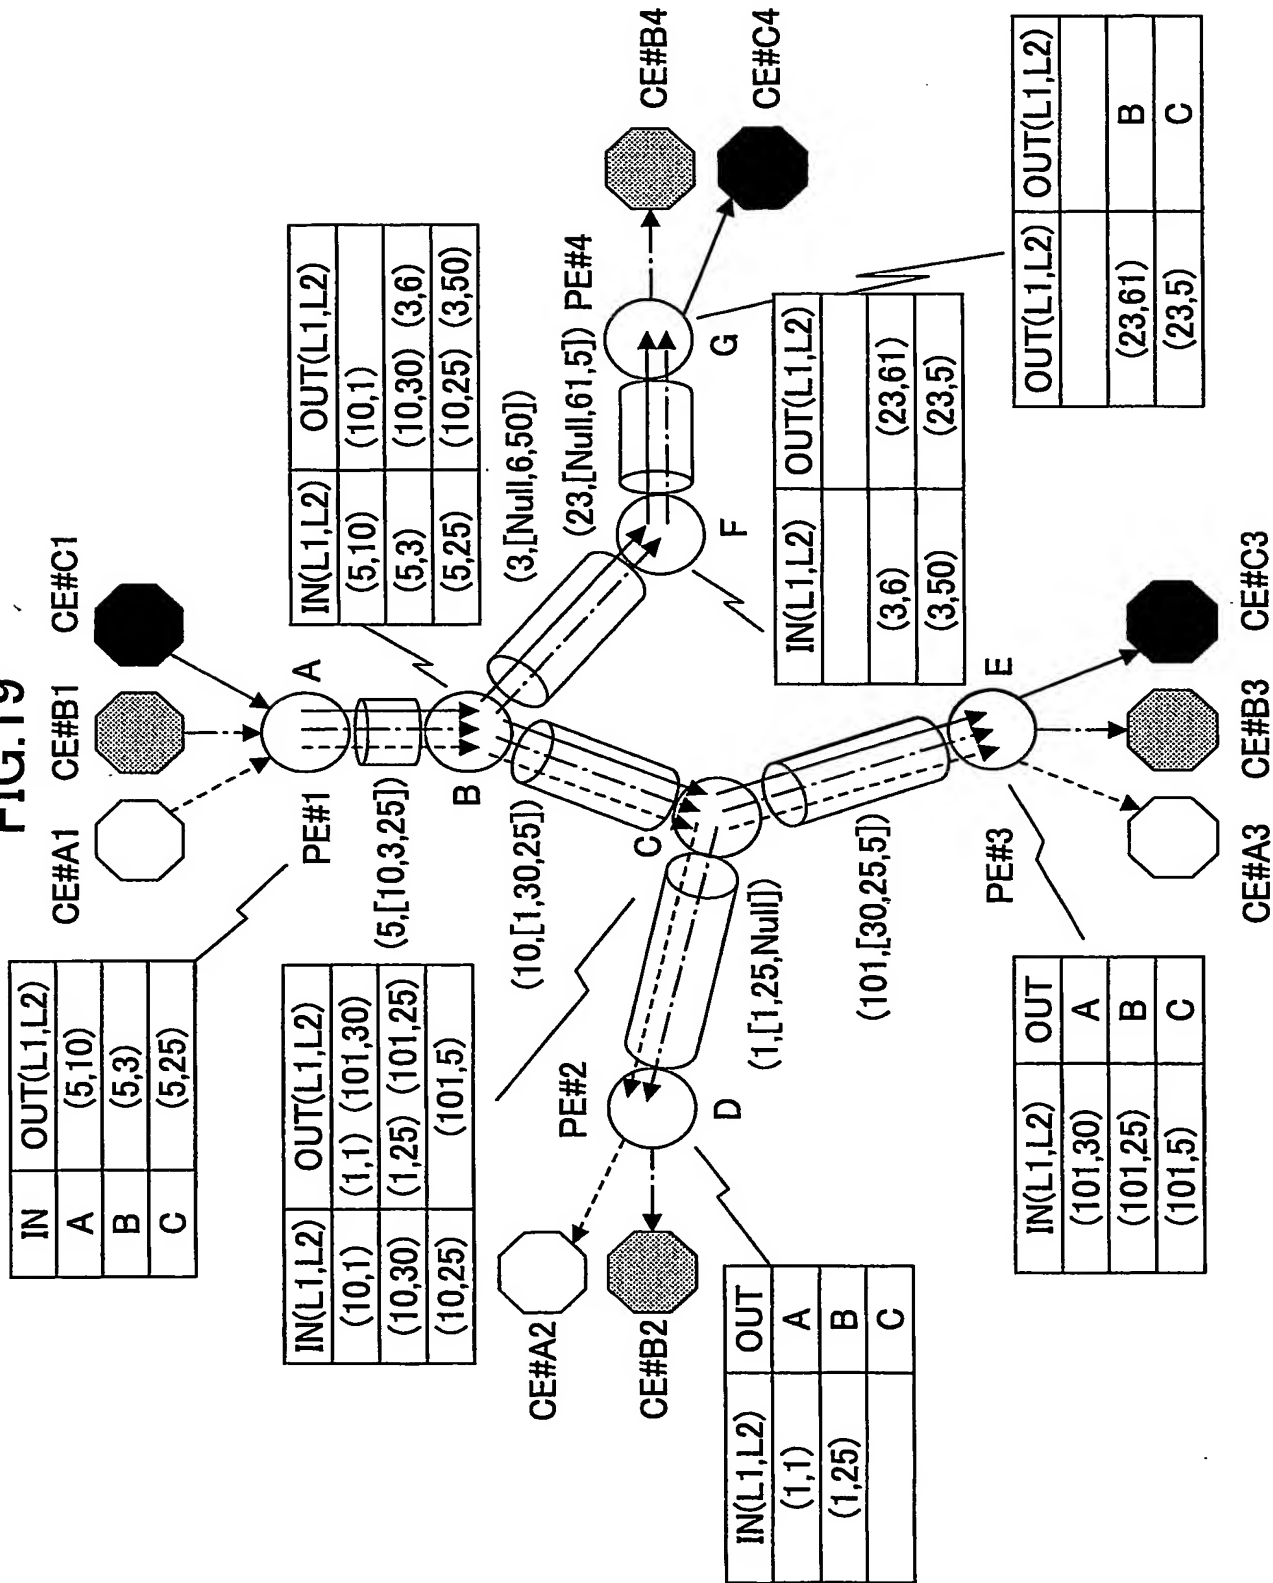 FIG.19
CE#A1 CE#B1 CE#C1
PE#1
A
IN OUT(L1,L2)
A (5,10)
B (5,3)
C (5,25)
(5,[10,3,25])
B
IN(L1,L2) OUT(L1,L2)
(5,10) (10,1)
(5,3) (10,30) (3,6)
(5,25) (10,25) (3,50)
(10,[1,30,25])
(3,[Null,6,50])
C
IN(L1,L2) OUT(L1,L2)
(10,1) (1,1) (101,30)
(10,30) (1,25) (101,25)
(10,25) (101,5)
(1,[1,25,Null])
(101,[30,25,5])
PE#2
D
CE#A2
CE#B2
IN(L1,L2) OUT
(1,1) A
(1,25) B
C
PE#3
E
CE#A3 CE#B3 CE#C3
IN(L1,L2) OUT
(101,30) A
(101,25) B
(101,5) C
F
IN(L1,L2) OUT(L1,L2)
(3,6) (23,61)
(3,50) (23,5)
(23,[Null,61,5]) PE#4
G
CE#B4
CE#C4
OUT(L1,L2) OUT(L1,L2)
(23,61) B
(23,5) C